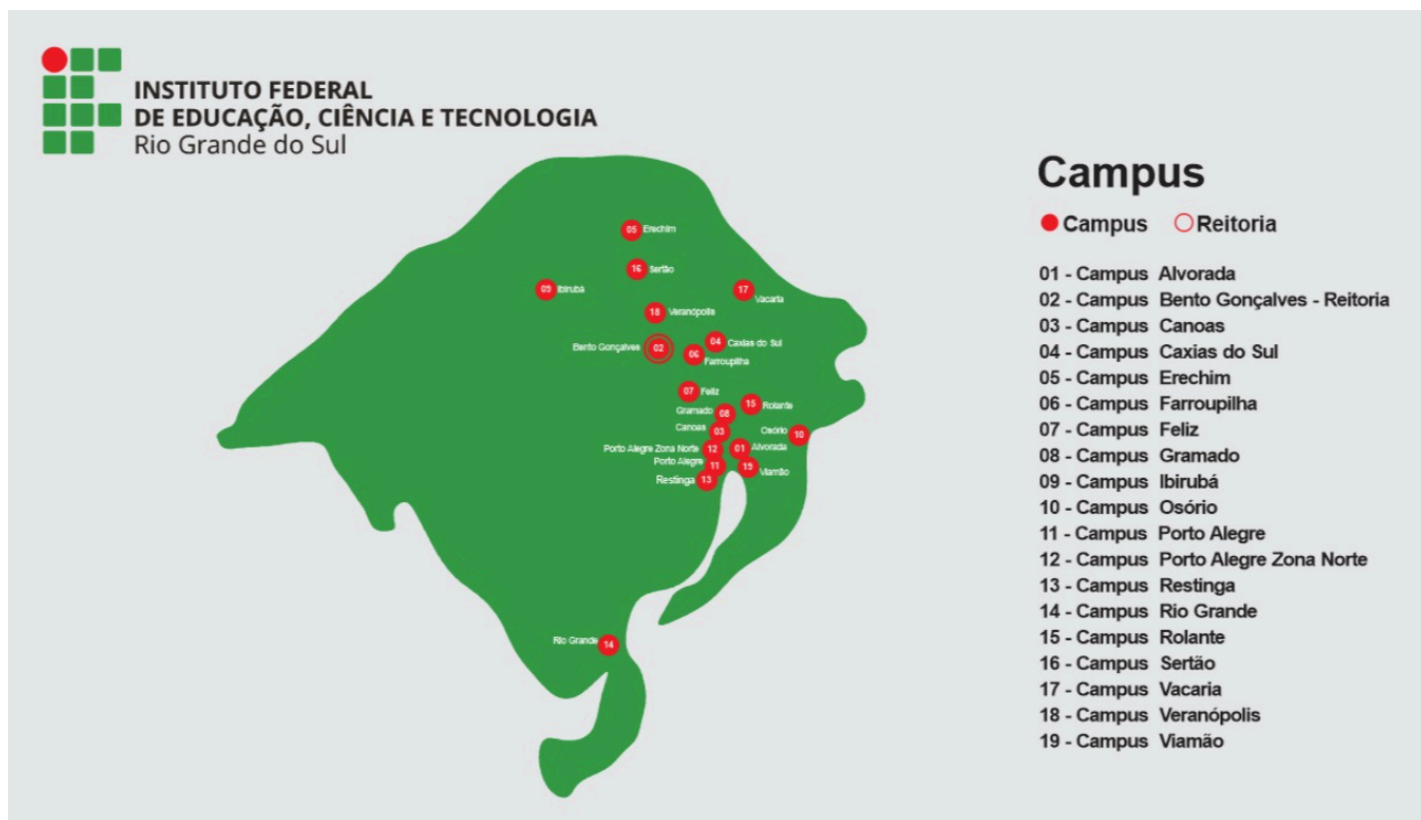 INSTITUTO FEDERAL
DE EDUCAÇÃO, CIÊNCIA E TECNOLOGIA
Rio Grande do Sul
05 Erechim
16 Sertão
09 Ibirubá
17 Vacaria
18 Veranópolis
Bento Gonçalves 02
04 Caxias do Sul
06 Farroupilha
07 Feliz
15 Rolante
Gramado 08
Canoas 03
Osório 10
Porto Alegre Zona Norte 12
01 Alvorada
Porto Alegre 11
19 Viamão
Restinga 13
Rio Grande 14
Campus
Campus Reitoria
01 - Campus Alvorada
02 - Campus Bento Gonçalves - Reitoria
03 - Campus Canoas
04 - Campus Caxias do Sul
05 - Campus Erechim
06 - Campus Farroupilha
07 - Campus Feliz
08 - Campus Gramado
09 - Campus Ibirubá
10 - Campus Osório
11 - Campus Porto Alegre
12 - Campus Porto Alegre Zona Norte
13 - Campus Restinga
14 - Campus Rio Grande
15 - Campus Rolante
16 - Campus Sertão
17 - Campus Vacaria
18 - Campus Veranópolis
19 - Campus Viamão